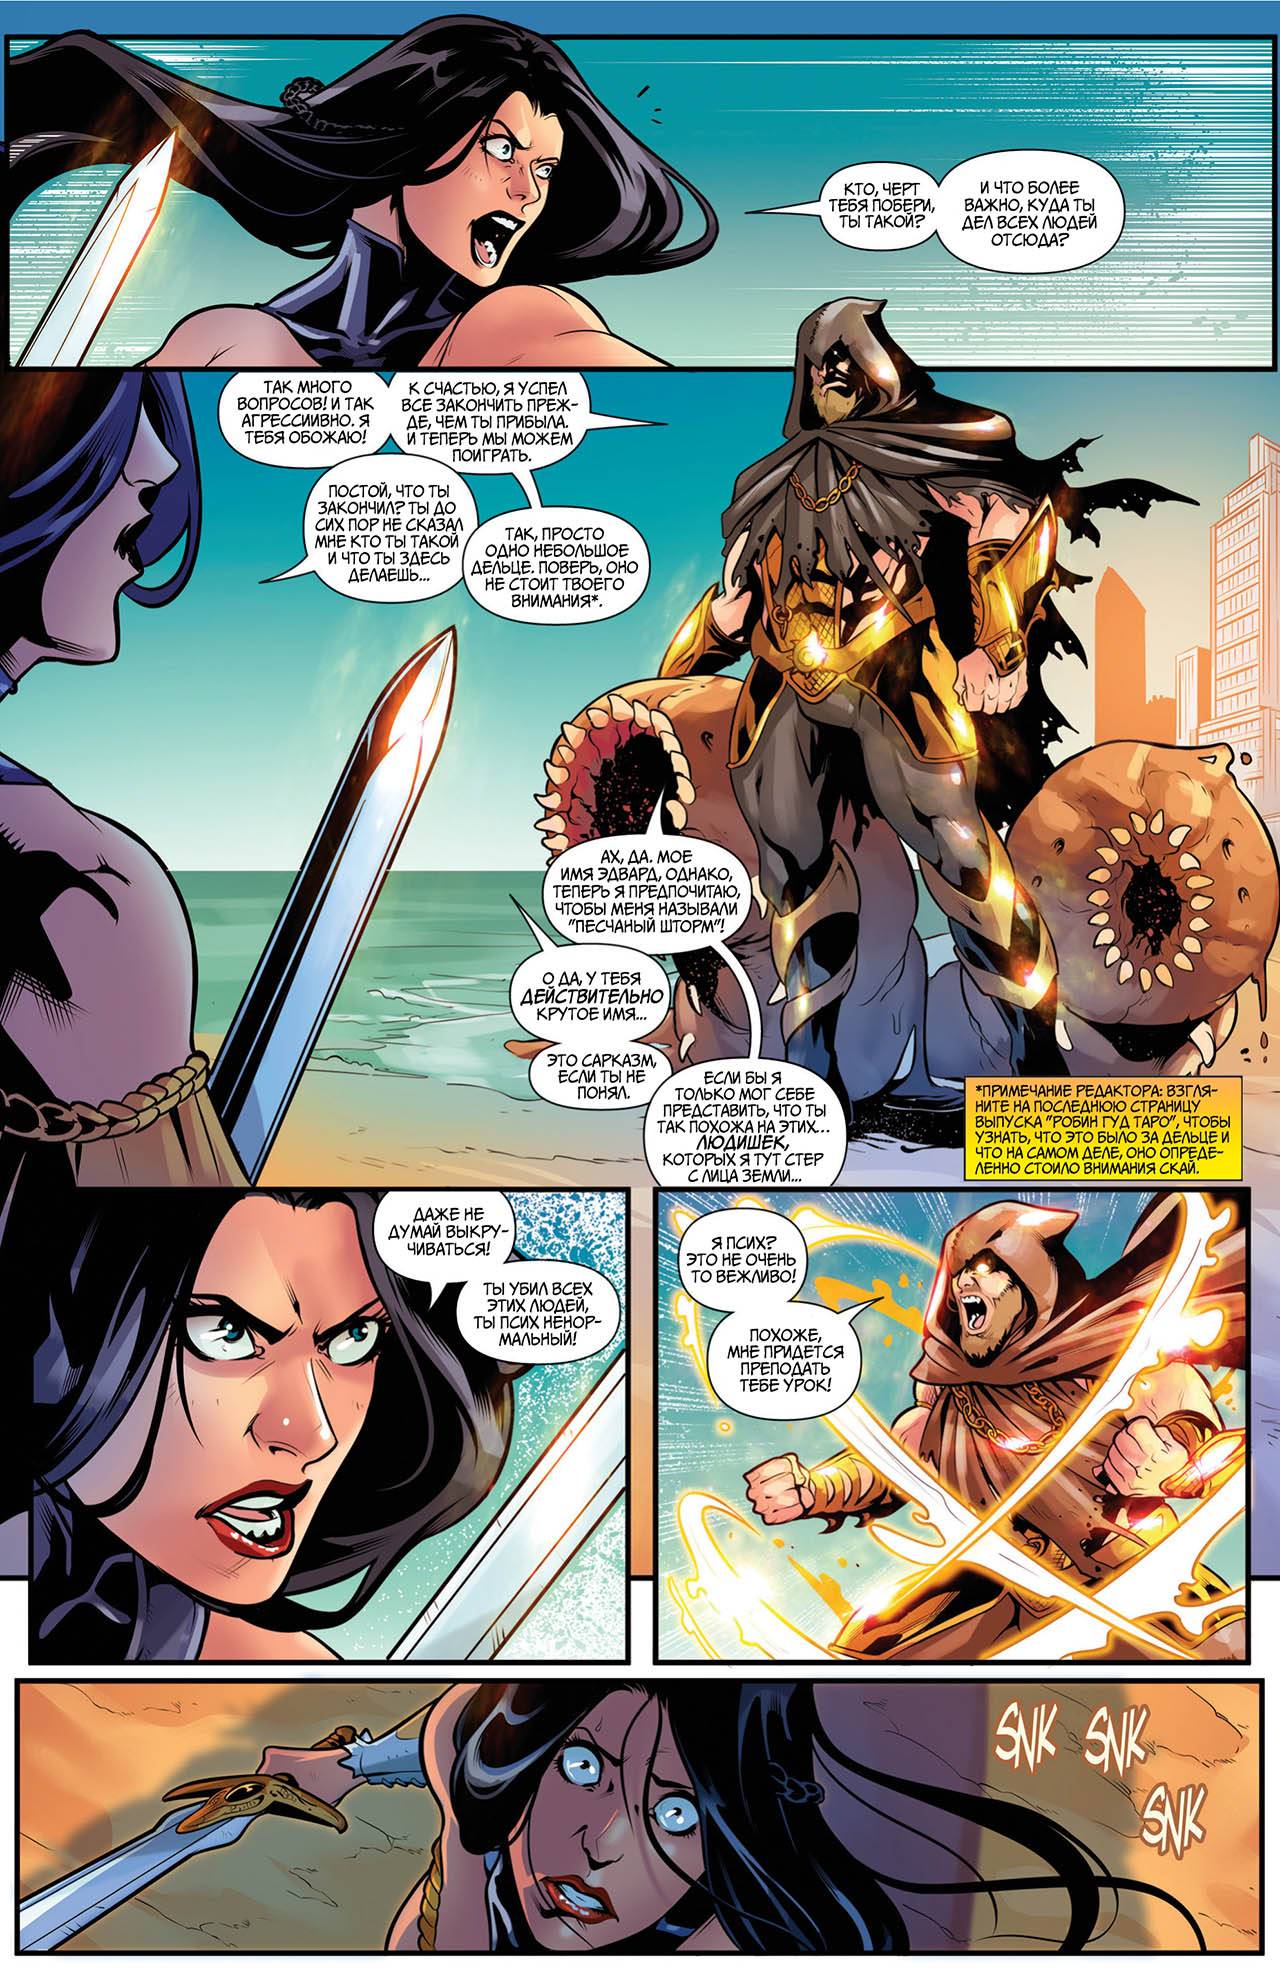 КТО, ЧЕРТ
ТЕБЯ ПОБЕРИ,
ТЫ ТАКОЙ?
И ЧТО БОЛЕЕ
ВАЖНО, КУДА ТЫ
ДЕЛ ВСЕХ ЛЮДЕЙ
ОТСЮДА?
ТАК МНОГО
ВОПРОСОВ! И ТАК
АГРЕССИИВНО. Я
ТЕБЯ ОБОЖАЮ!
К СЧАСТЬЮ, Я УСПЕЛ
ВСЕ ЗАКОНЧИТЬ ПРЕЖ-
ДЕ, ЧЕМ ТЫ ПРИБЫЛА.
И ТЕПЕРЬ МЫ МОЖЕМ
ПОИГРАТЬ.
ПОСТОЙ, ЧТО ТЫ
ЗАКОНЧИЛ? ТЫ ДО
СИХ ПОР НЕ СКАЗАЛ
МНЕ КТО ТЫ ТАКОЙ
И ЧТО ТЫ ЗДЕСЬ
ДЕЛАЕШЬ...
ТАК, ПРОСТО
ОДНО НЕБОЛЬШОЕ
ДЕЛЬЦЕ. ПОВЕРЬ, ОНО
НЕ СТОИТ ТВОЕГО
ВНИМАНИЯ*.
АХ, ДА. МОЕ
ИМЯ ЭДВАРД, ОДНАКО,
ТЕПЕРЬ Я ПРЕДПОЧИТАЮ,
ЧТОБЫ МЕНЯ НАЗЫВАЛИ
"ПЕСЧАНЫЙ ШТОРМ"!
О ДА, У ТЕБЯ
ДЕЙСТВИТЕЛЬНО
КРУТОЕ ИМЯ...
ЭТО САРКАЗМ,
ЕСЛИ ТЫ НЕ
ПОНЯЛ.
ЕСЛИ БЫ Я
ТОЛЬКО МОГ СЕБЕ
ПРЕДСТАВИТЬ, ЧТО ТЫ
ТАК ПОХОЖА НА ЭТИХ...
ЛЮДИШЕК,
КОТОРЫХ Я ТУТ СТЕР
С ЛИЦА ЗЕМЛИ...
*ПРИМЕЧАНИЕ РЕДАКТОРА: ВЗГЛЯ-
НИТЕ НА ПОСЛЕДНЮЮ СТРАНИЦУ
ВЫПУСКА "РОБИН ГУД ТАРО", ЧТОБЫ
УЗНАТЬ, ЧТО ЭТО БЫЛО ЗА ДЕЛЬЦЕ И
ЧТО НА САМОМ ДЕЛЕ, ОНО ОПРЕДЕ-
ЛЕННО СТОИЛО ВНИМАНИЯ СКАЙ.
ДАЖЕ НЕ
ДУМАЙ ВЫКРУ-
ЧИВАТЬСЯ!
ТЫ УБИЛ ВСЕХ
ЭТИХ ЛЮДЕЙ,
ТЫ ПСИХ НЕНОР-
МАЛЬНЫЙ!
Я ПСИХ?
ЭТО НЕ ОЧЕНЬ
ТО ВЕЖЛИВО!
ПОХОЖЕ,
МНЕ ПРИДЕТСЯ
ПРЕПОДАТЬ
ТЕБЕ УРОК!
SNK
SNK
SNK